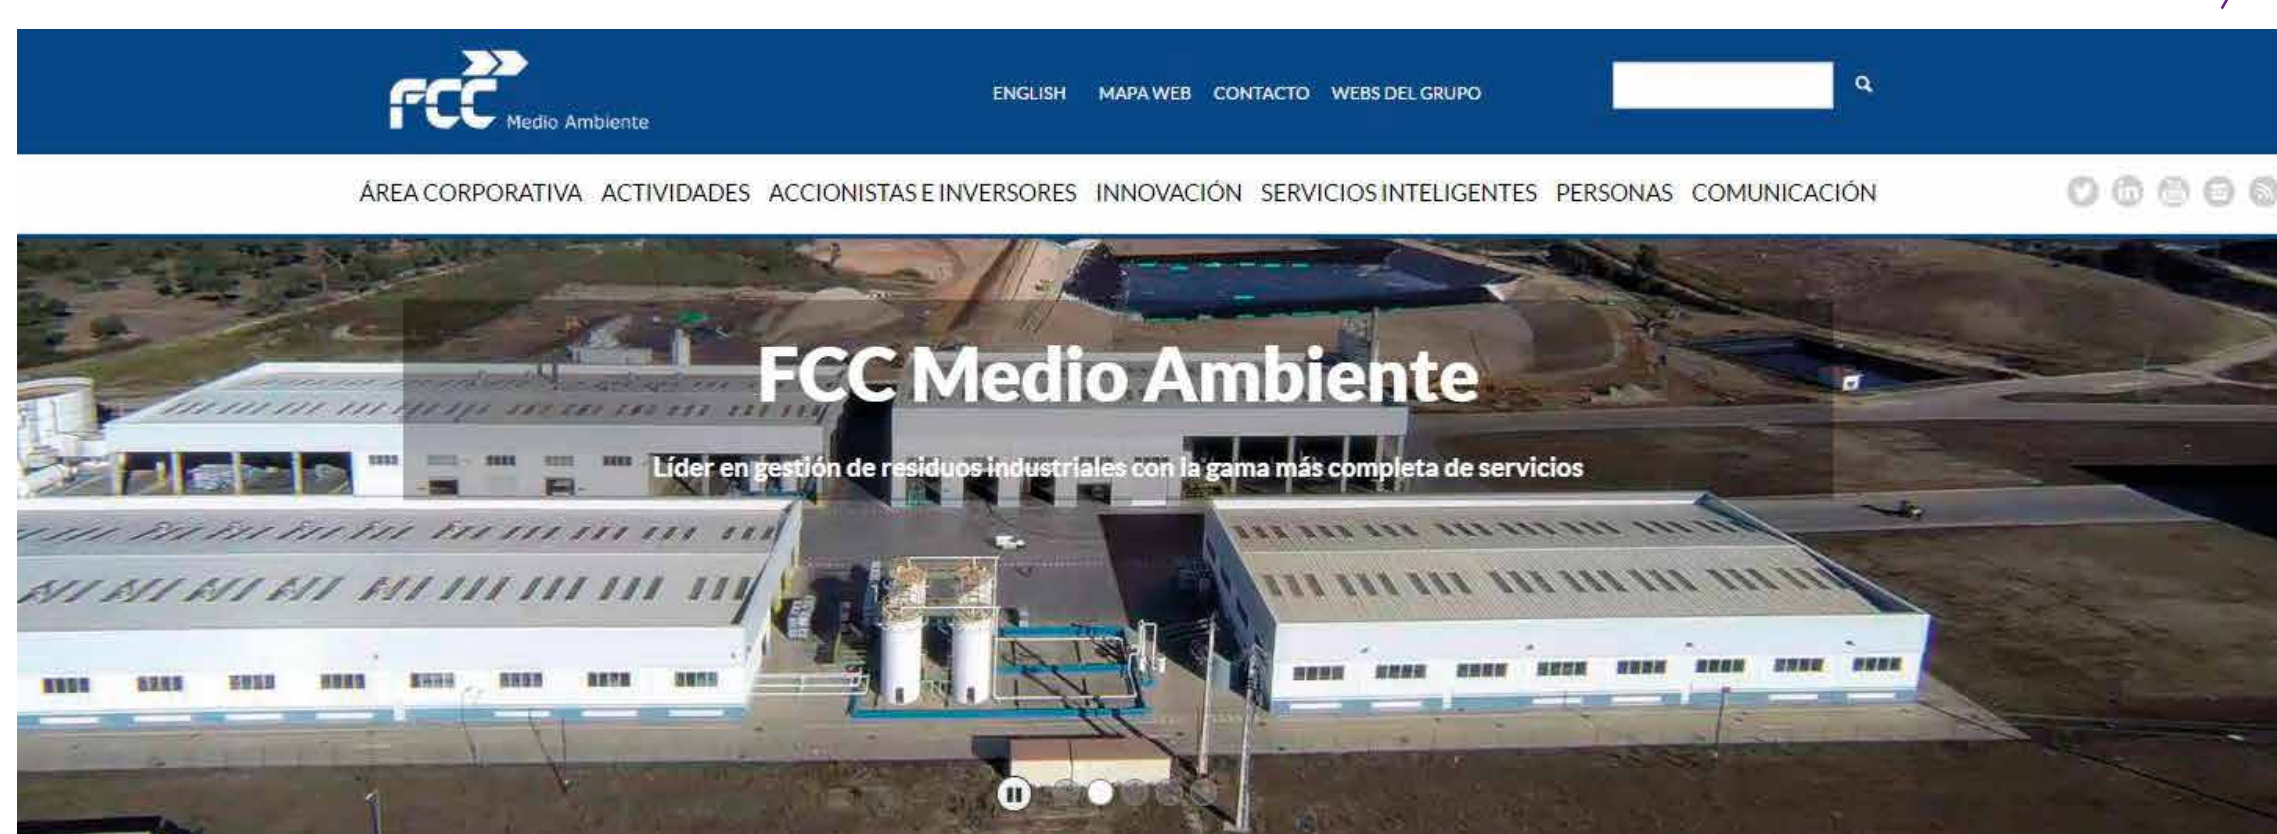 FCC
Medio Ambiente
ENGLISH MAPA WEB CONTACTO WEBS DEL GRUPO
ÁREA CORPORATIVA ACTIVIDADES ACCIONISTAS E INVERSORES INNOVACIÓN SERVICIOS INTELIGENTES PERSONAS COMUNICACIÓN
in
FCC Medio Ambiente
Líder en gestión de residuos industriales con la gama más completa de servicios